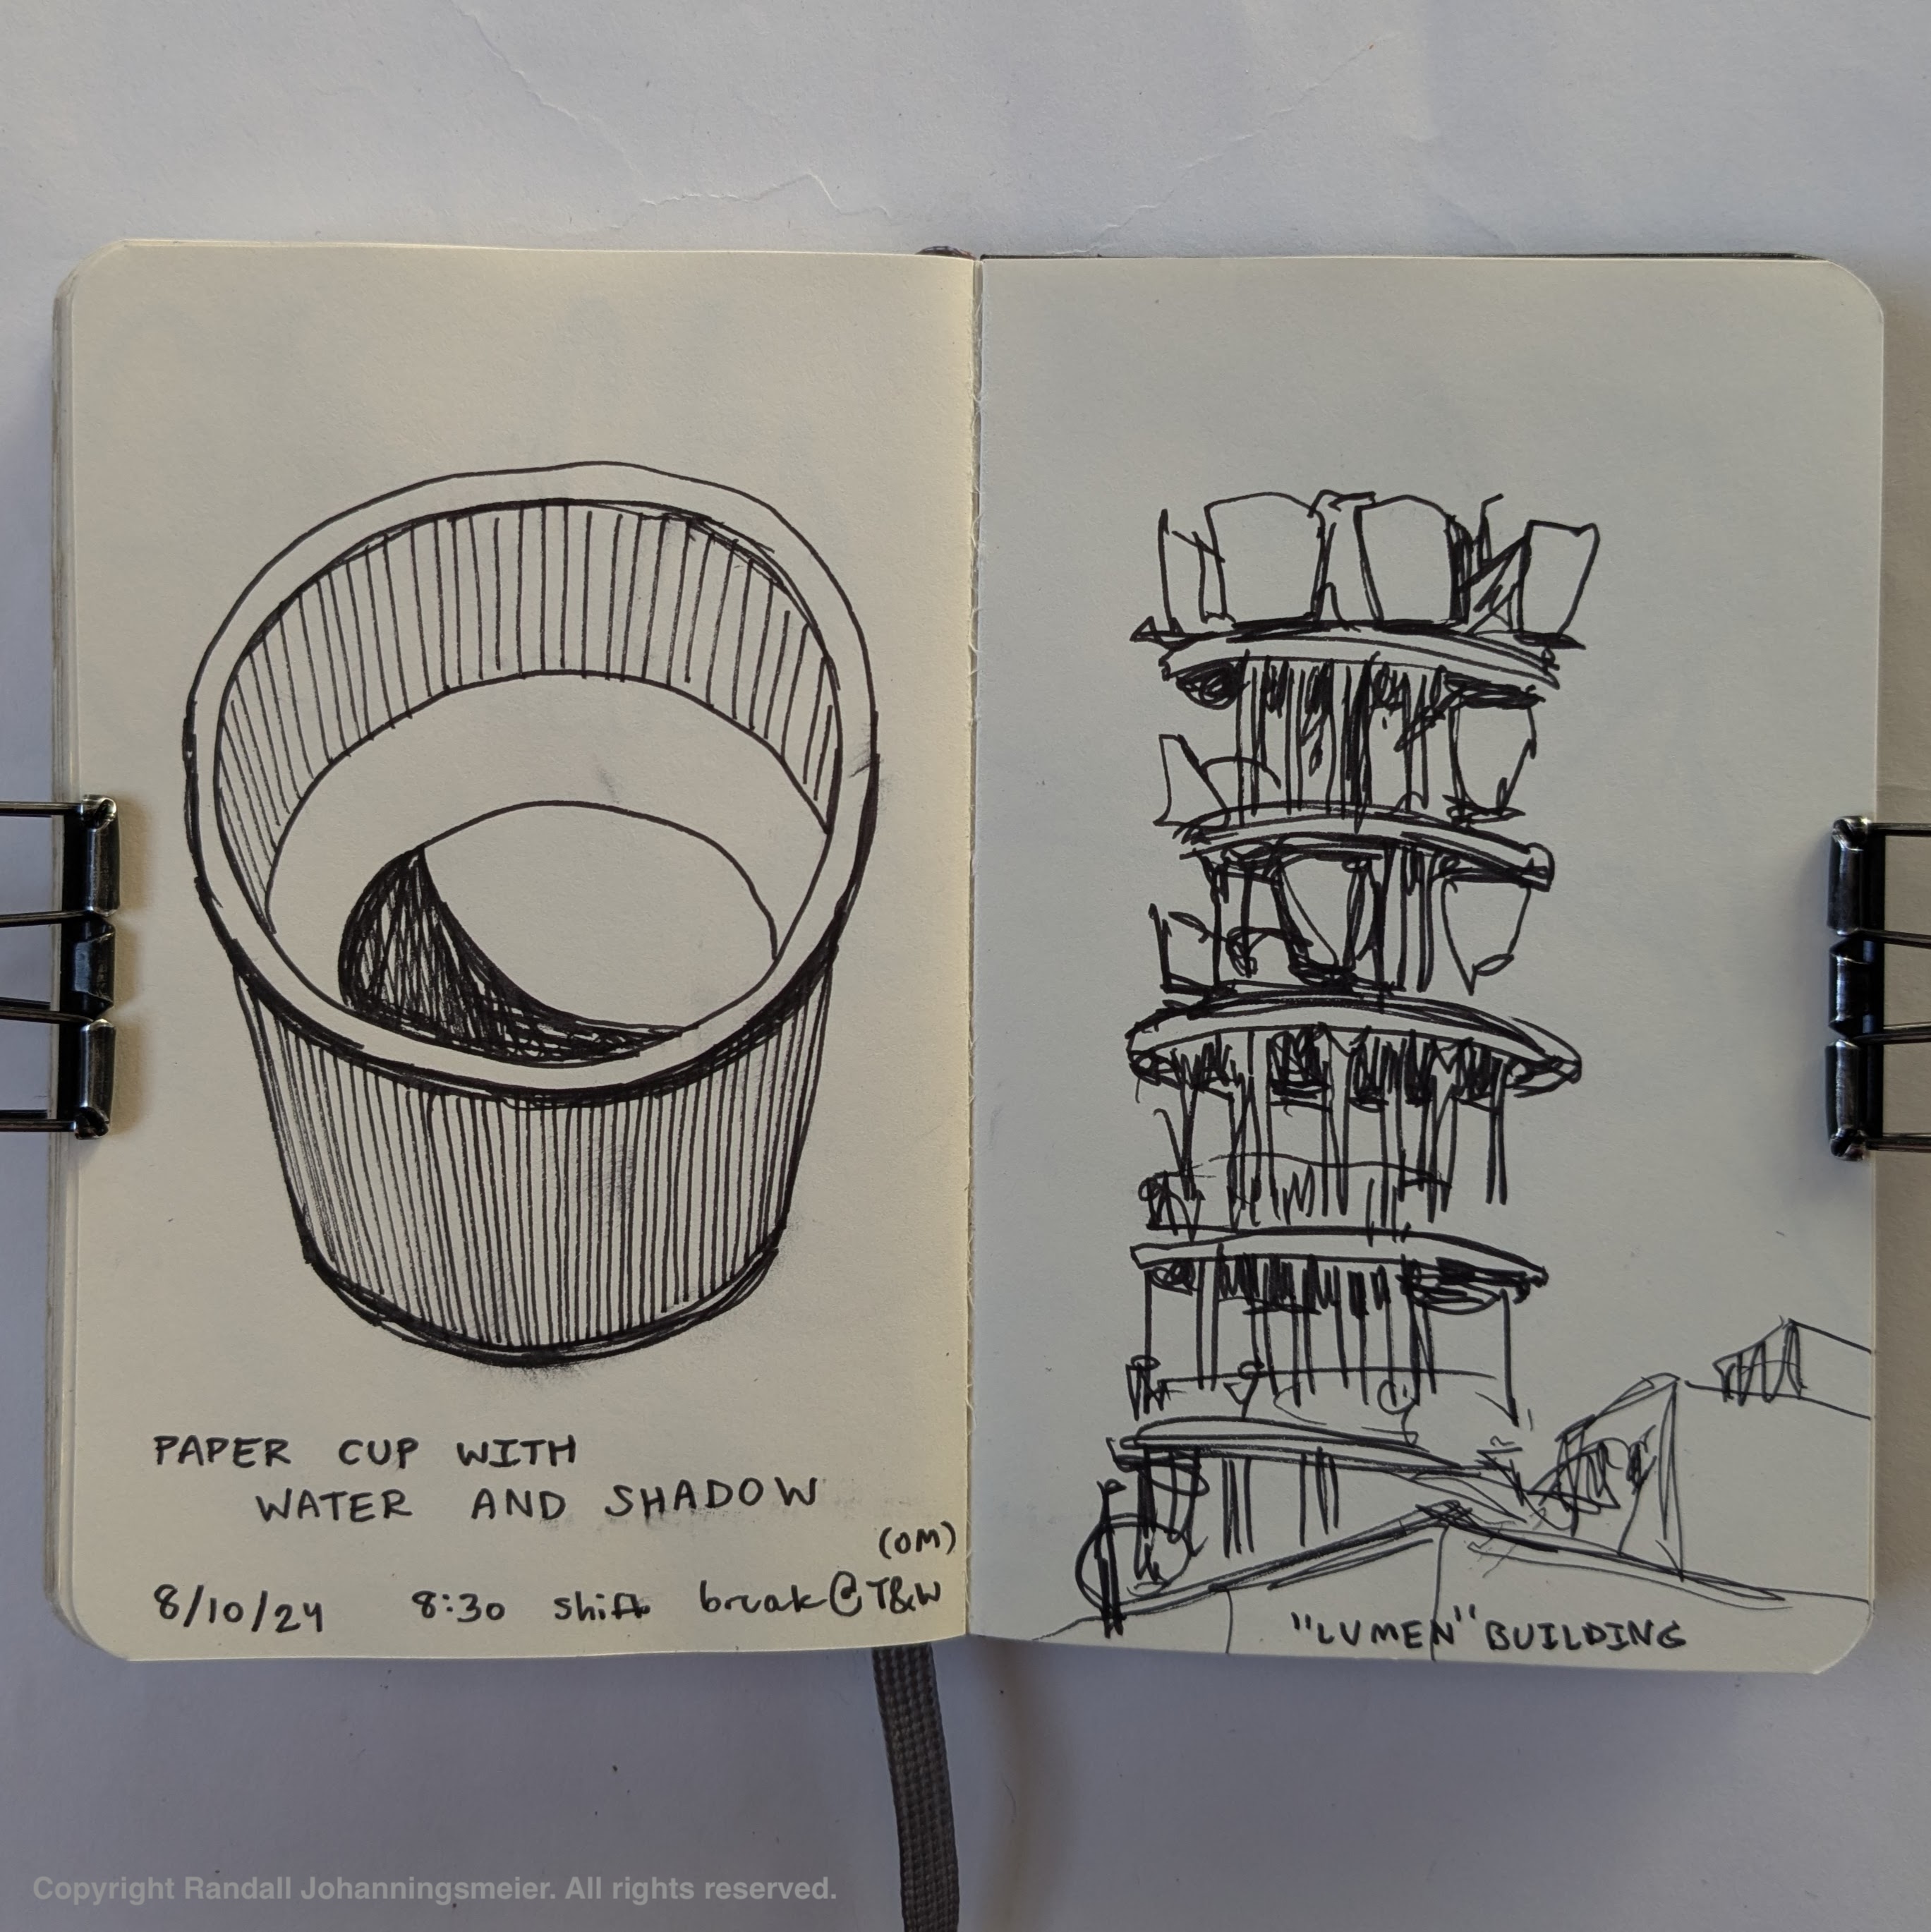 PAPER CUP WITH
WATER AND SHADOW
(OM)
8/10/24 8:30 shift break @ T&W
"LVMEN" BUILDING
Copyright Randall Johanningsmeier. All rights reserved.